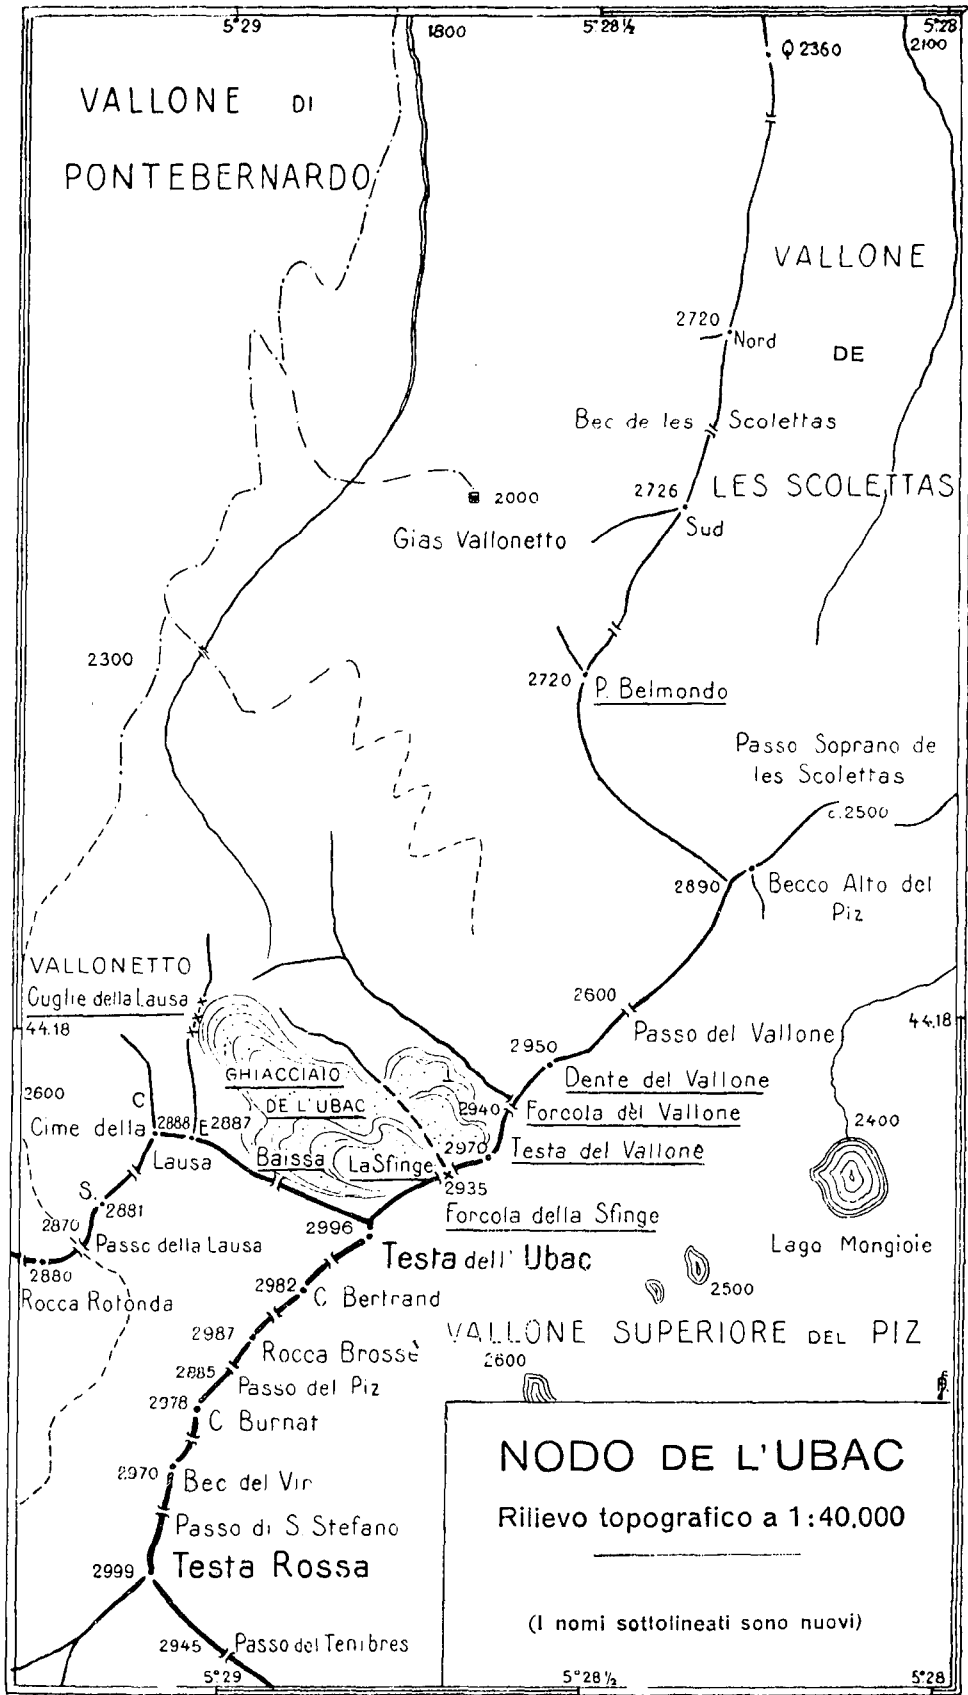 5°29
1800
5°28½
5°28
Q 2360
2100
VALLONE DI
PONTEBERNARDO
VALLONE
DE
LES SCOLETTAS
2720
Nord
Bec de les Scolettas
2726
Sud
2000
Gias Vallonetto
2300
2720
P. Belmondo
Passo Soprano de
les Scolettas
c. 2500
2890
Becco Alto del
Piz
VALLONETTO
Guglie della Lausa
44.18
2600
Passo del Vallone
44.18
2950
Dente del Vallone
GHIACCIAIO
DE L'UBAC
1
2940
Forcola del Vallone
2600
C
2888
E
2887
Cime della
Lausa
Baissa
La Sfinge
2970
Testa del Vallone
2400
2935
Forcola della Sfinge
S.
2881
2870
Passo della Lausa
2996
Testa dell' Ubac
Lago Mongioie
2880
Rocca Rotonda
2982
C. Bertrand
2500
2987
Rocca Brossè
VALLONE SUPERIORE DEL PIZ
2885
Passo del Piz
2600
2978
C. Burnat
2970
Bec del Vir
Passo di S. Stefano
2999
Testa Rossa
2945
Passo del Tenibres
NODO DE L'UBAC
Rilievo topografico a 1:40,000
(I nomi sottolineati sono nuovi)
5°29
5°28½
5°28